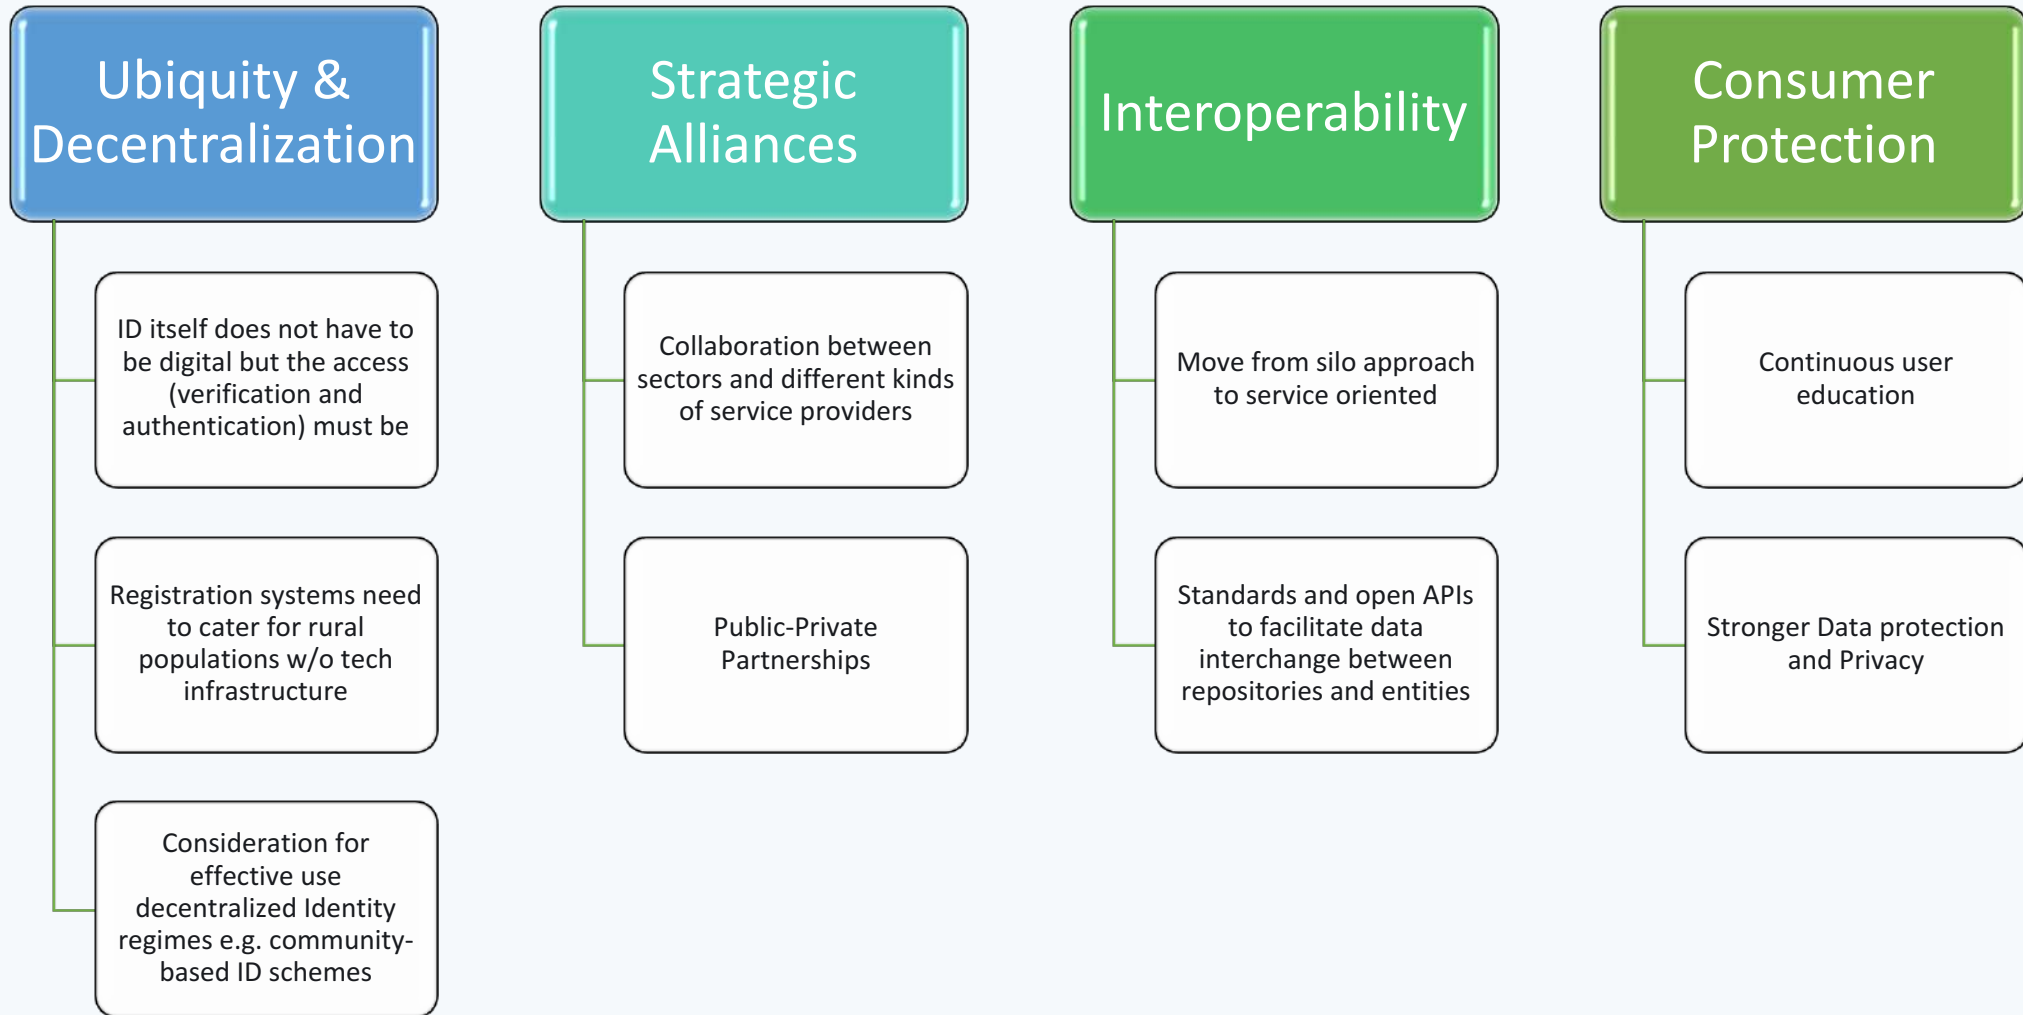 Ubiquity &
Decentralization
ID itself does not have to
be digital but the access
(verification and
authentication) must be
Registration systems need
to cater for rural
populations w/o tech
infrastructure
Consideration for
effective use
decentralized Identity
regimes e.g. community-
based ID schemes
Strategic
Alliances
Collaboration between
sectors and different kinds
of service providers
Public-Private
Partnerships
Interoperability
Move from silo approach
to service oriented
Standards and open APIs
to facilitate data
interchange between
repositories and entities
Consumer
Protection
Continuous user
education
Stronger Data protection
and Privacy